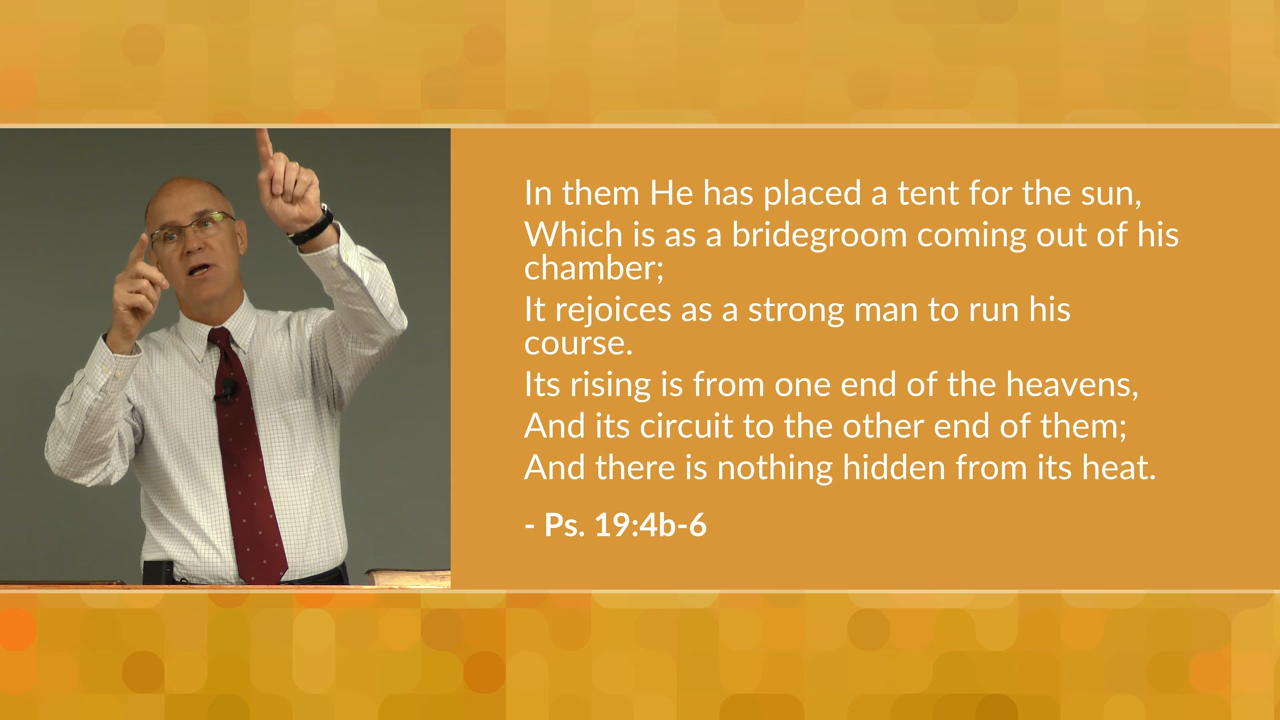 In them He has placed a tent for the sun,
Which is as a bridegroom coming out of his
chamber;
It rejoices as a strong man to run his
course.
Its rising is from one end of the heavens,
And its circuit to the other end of them;
And there is nothing hidden from its heat.
- Ps. 19:4b-6